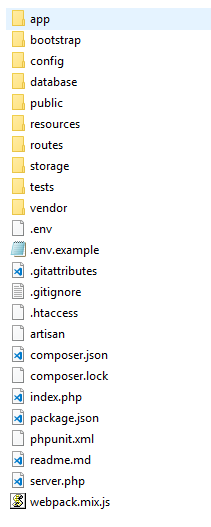 app
bootstrap
config
database
public
resources
routes
storage
tests
vendor
.env
.env.example
.gitattributes
.gitignore
.htaccess
artisan
composer.json
composer.lock
index.php
package.json
phpunit.xml
readme.md
server.php
webpack.mix.js